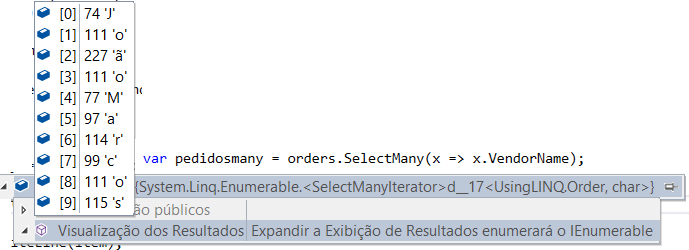 [0] 74 'J'
[1] 111 'o'
[2] 227 'ã'
[3] 111 'o'
[4] 77 'M'
[5] 97 'a'
[6] 114 'r'
[7] 99 'c'
[8] 111 'o'
[9] 115 's'
var pedidosmany = orders.SelectMany(x => x.VendorName);
{System.Linq.Enumerable.<SelectManyIterator>d__17<UsingLINQ.Order, char>}
públicos
Visualização dos Resultados Expandir a Exibição de Resultados enumerará o IEnumerable
(item);